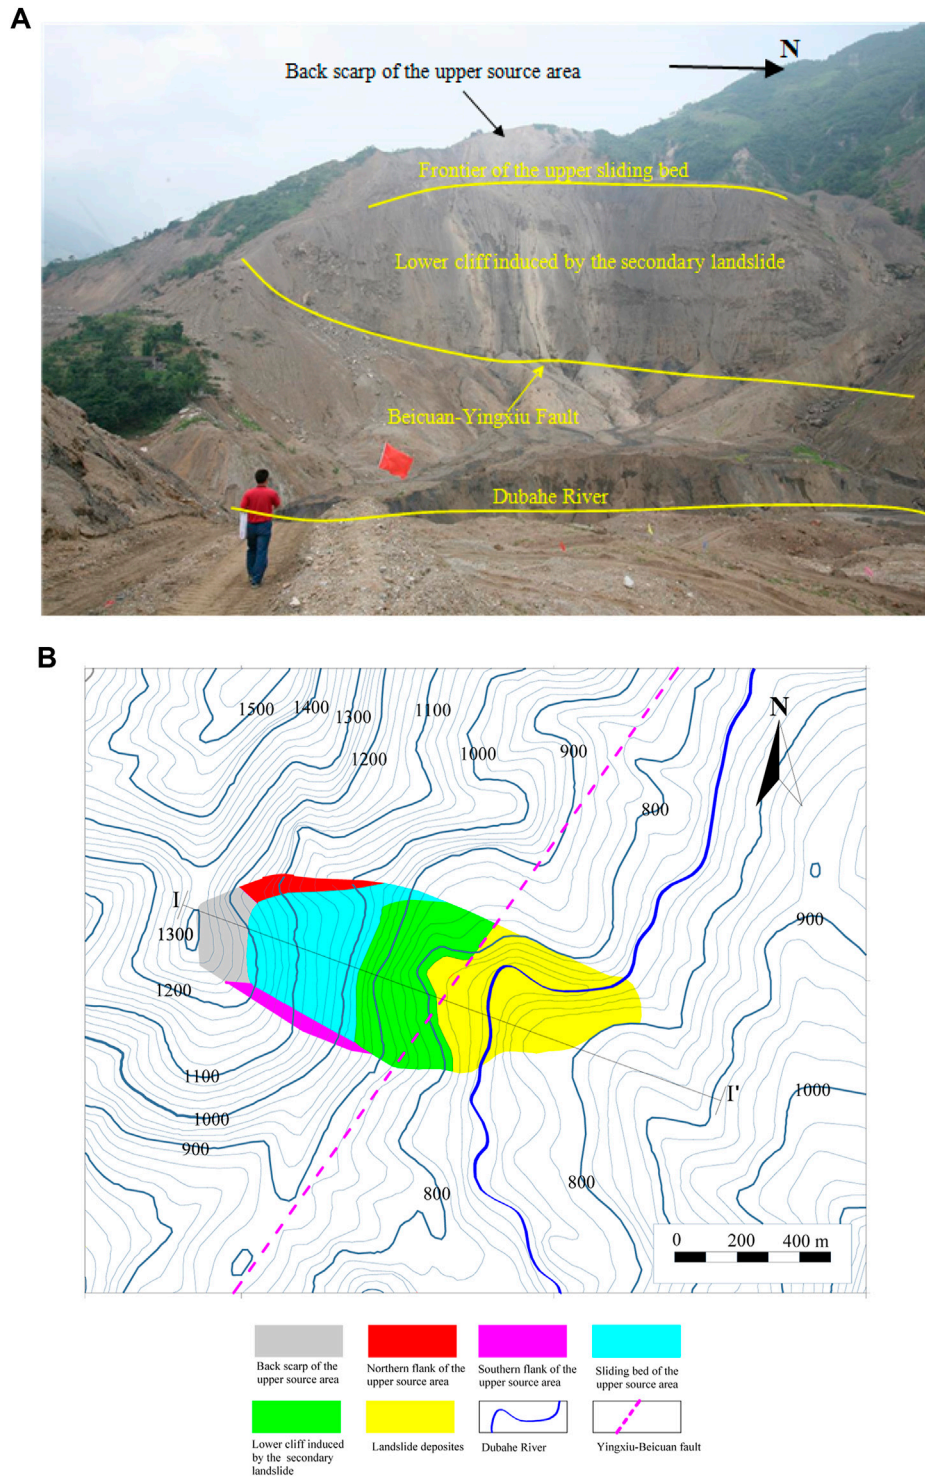 A
N
Back scarp of the upper source area
Frontier of the upper sliding bed
Lower cliff induced by the secondary landslide
Beicuan-Yingxiu Fault
Dubahe River
B
1500
1400
1300
1100
1200
1000
900
800
N
I
1300
1200
900
1100
1000
900
I'
1000
800
800
0 200 400 m
Back scarp of the
upper source area
Northern flank of the
upper source area
Southern flank of the
upper source area
Sliding bed of the
upper source area
Lower cliff induced
by the secondary
landslide
Landslide deposites
Dubahe River
Yingxiu-Beicuan fault